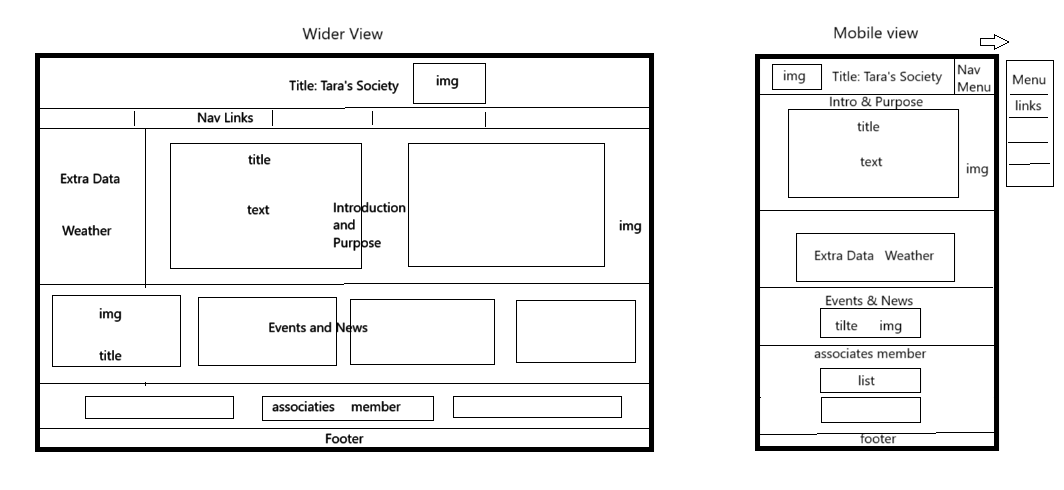 Wider View
Title: Tara's Society
img
Nav Links
Extra Data
Weather
title
text
Introduction
and
Purpose
img
img
title
Events and News
associaties member
Footer
Mobile view
img
Title: Tara's Society
Nav
Menu
Menu
links
Intro & Purpose
title
text
img
Extra Data Weather
Events & News
tilte img
associates member
list
footer